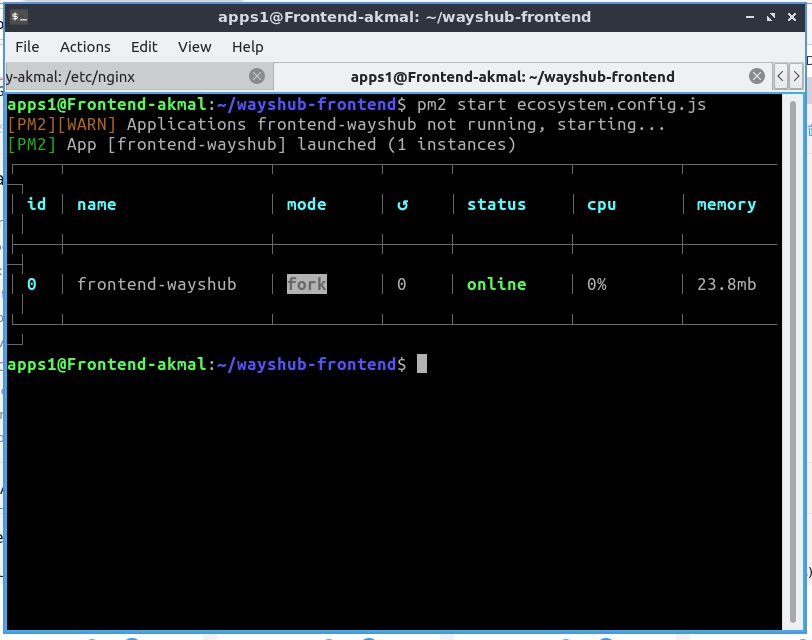 apps1@Frontend-akmal: ~/wayshub-frontend
File Actions Edit View Help
y-akmal: /etc/nginx
apps1@Frontend-akmal: ~/wayshub-frontend
apps1@Frontend-akmal:~/wayshub-frontend$ pm2 start ecosystem.config.js
[PM2][WARN] Applications frontend-wayshub not running, starting...
[PM2] App [frontend-wayshub] launched (1 instances)
id │ name │ mode │ ↺ │ status │ cpu │ memory
0 │ frontend-wayshub │ fork │ 0 │ online │ 0% │ 23.8mb
apps1@Frontend-akmal:~/wayshub-frontend$